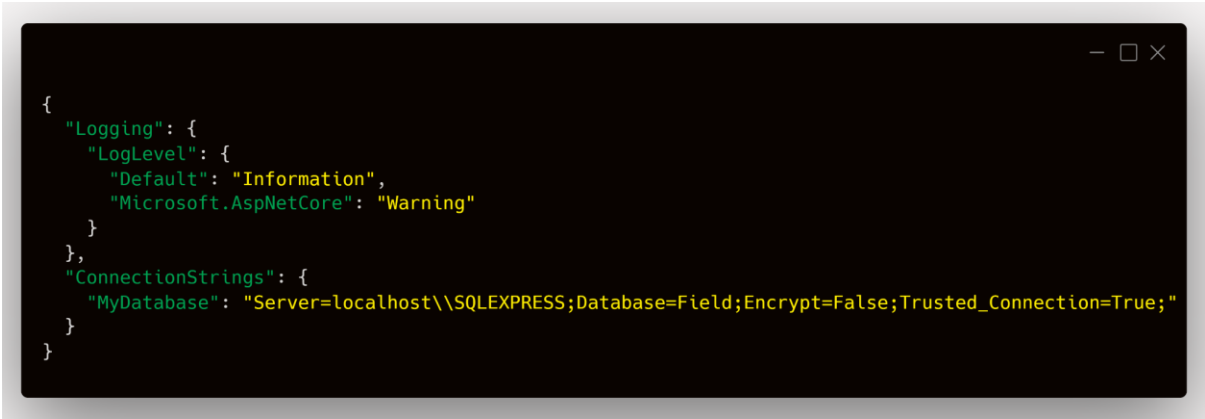 {
  "Logging": {
    "LogLevel": {
      "Default": "Information",
      "Microsoft.AspNetCore": "Warning"
    }
  },
  "ConnectionStrings": {
    "MyDatabase": "Server=localhost\\SQLEXPRESS;Database=Field;Encrypt=False;Trusted_Connection=True;"
  }
}